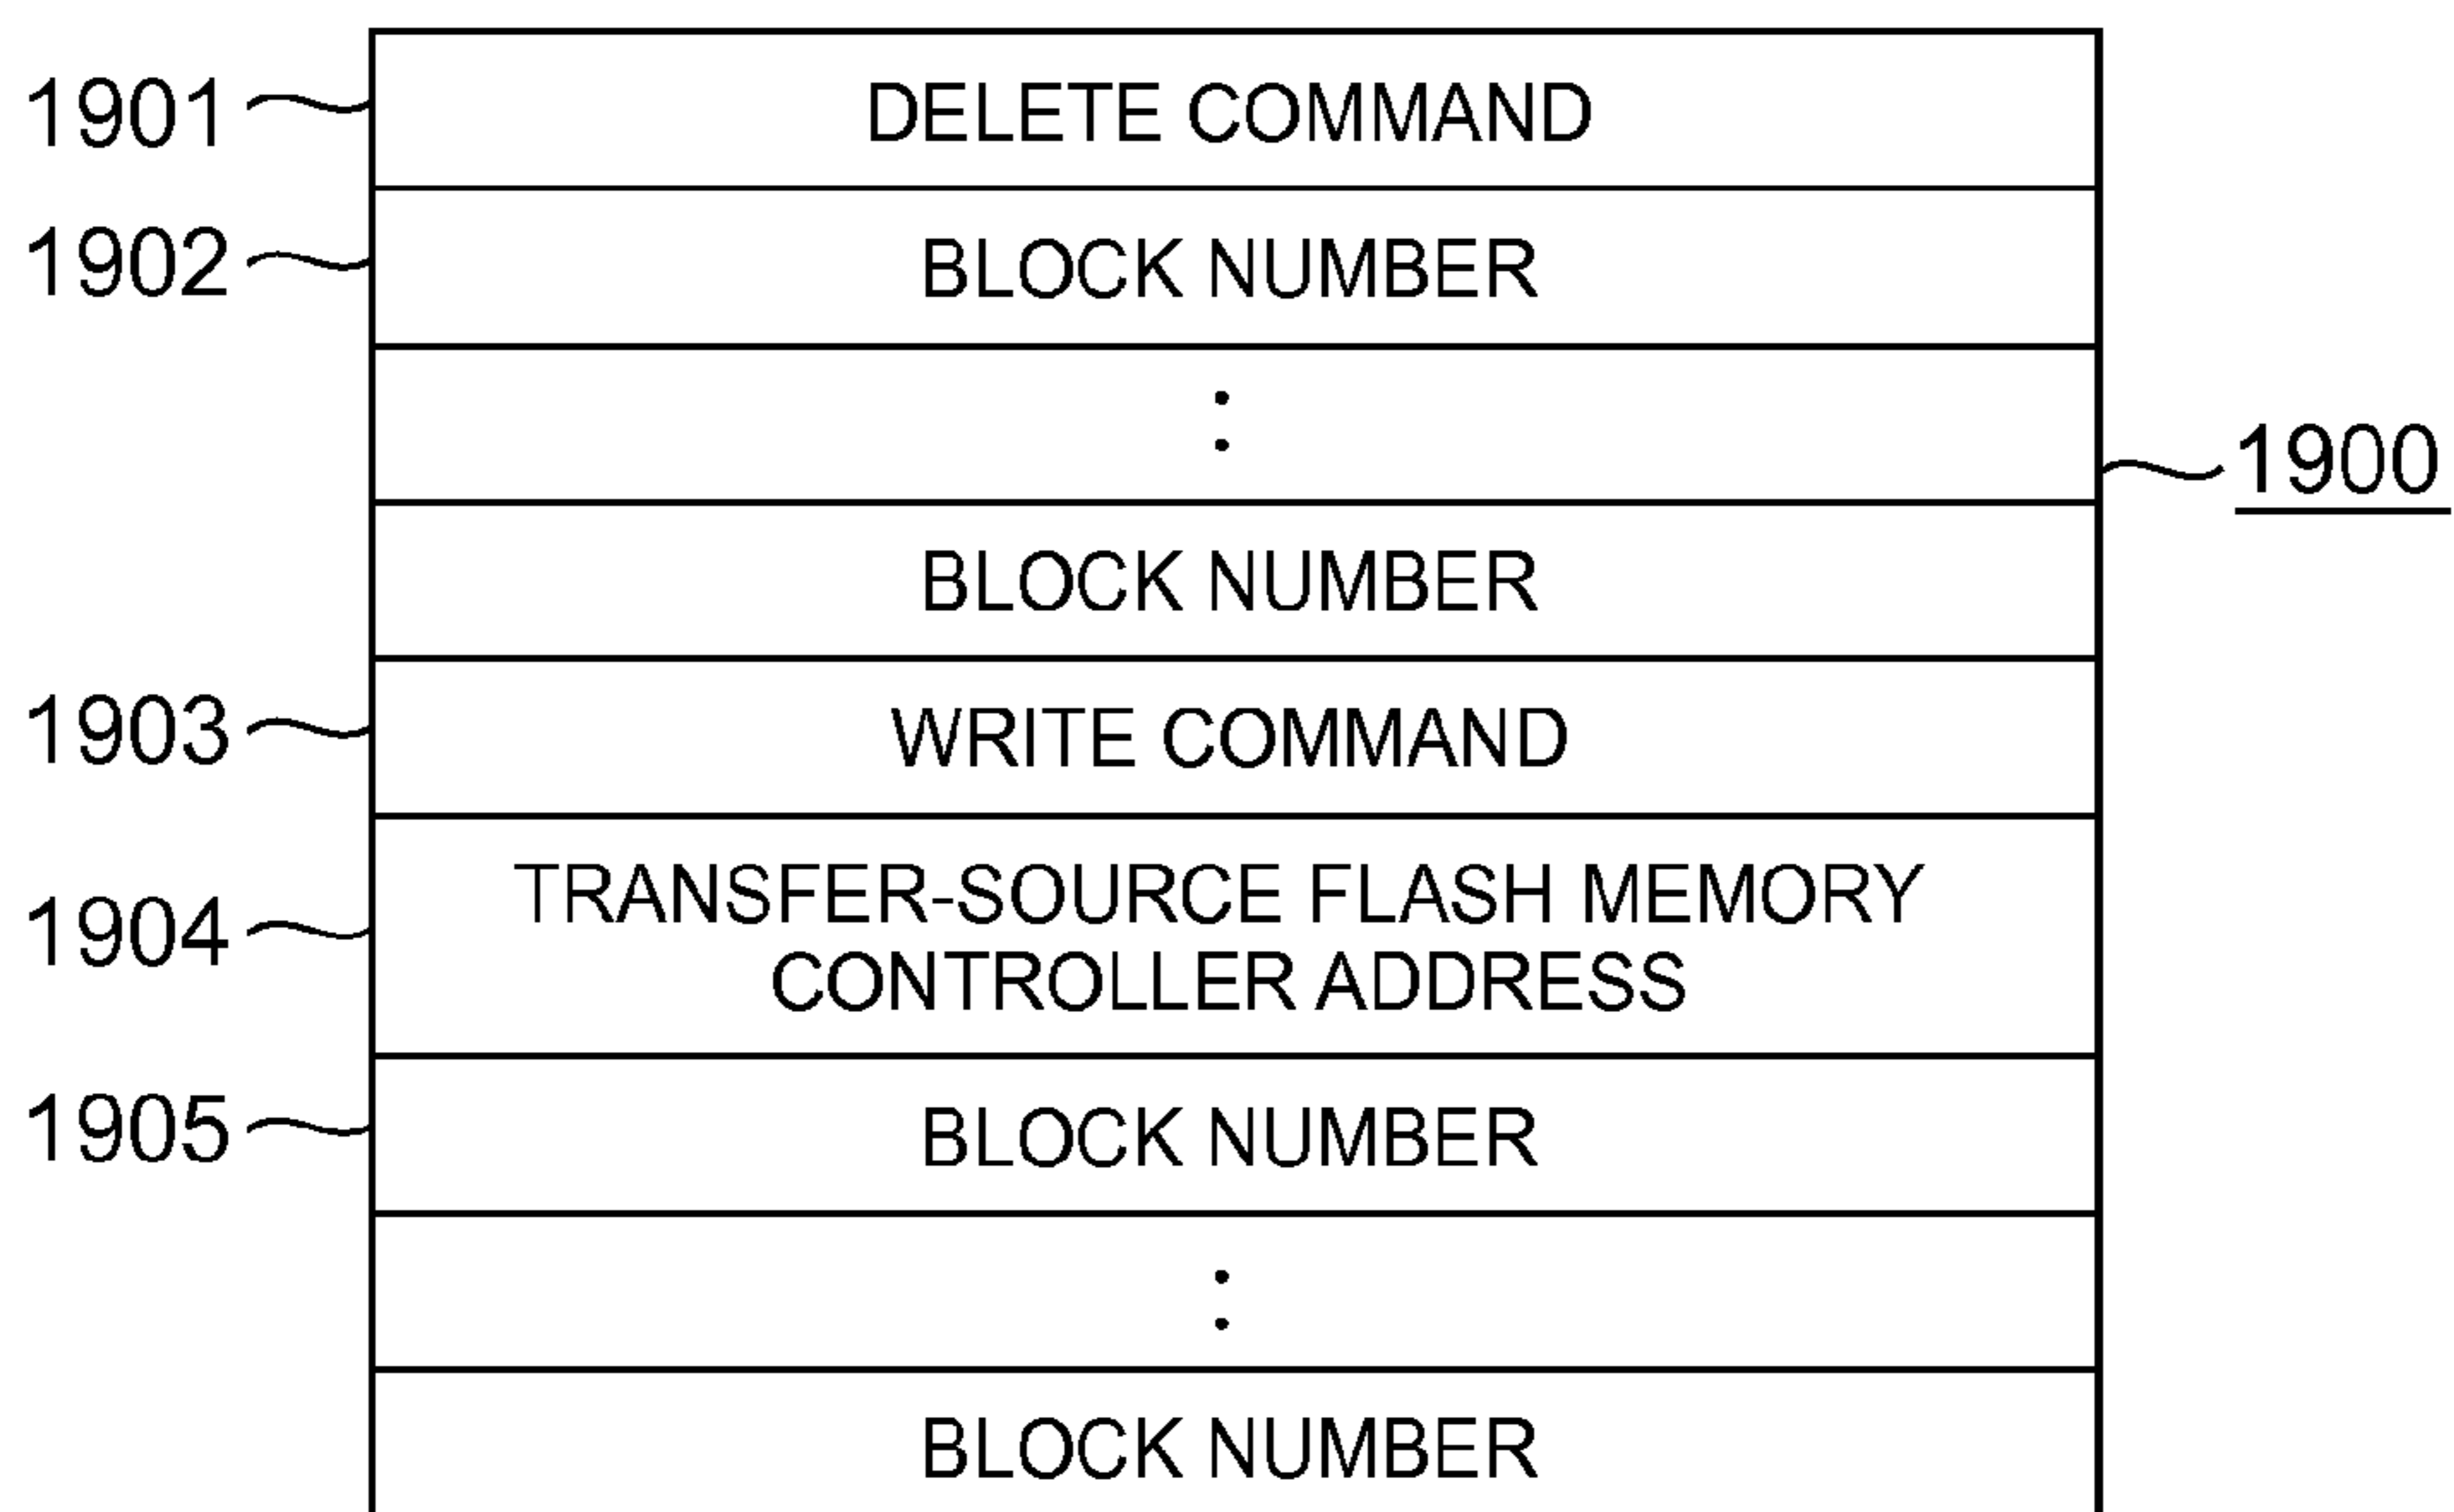 1901 DELETE COMMAND
1902 BLOCK NUMBER
:
1900
BLOCK NUMBER
1903 WRITE COMMAND
TRANSFER-SOURCE FLASH MEMORY
1904
CONTROLLER ADDRESS
1905 BLOCK NUMBER
:
BLOCK NUMBER